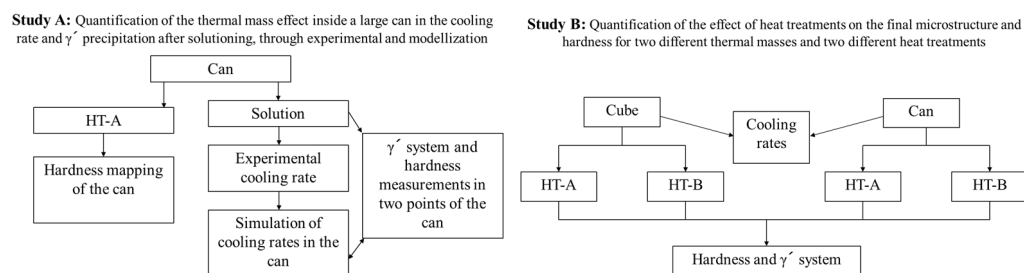 Study A: Quantification of the thermal mass effect inside a large can in the cooling
rate and γ´ precipitation after solutioning, through experimental and modellization
Can
HT-A
Solution
Hardness mapping
of the can
Experimental
cooling rate
Simulation of
cooling rates in the
can
γ´ system and
hardness
measurements in
two points of the
can
Study B: Quantification of the effect of heat treatments on the final microstructure and
hardness for two different thermal masses and two different heat treatments
Cube
Cooling
rates
Can
HT-A
HT-B
HT-A
HT-B
Hardness and γ´ system